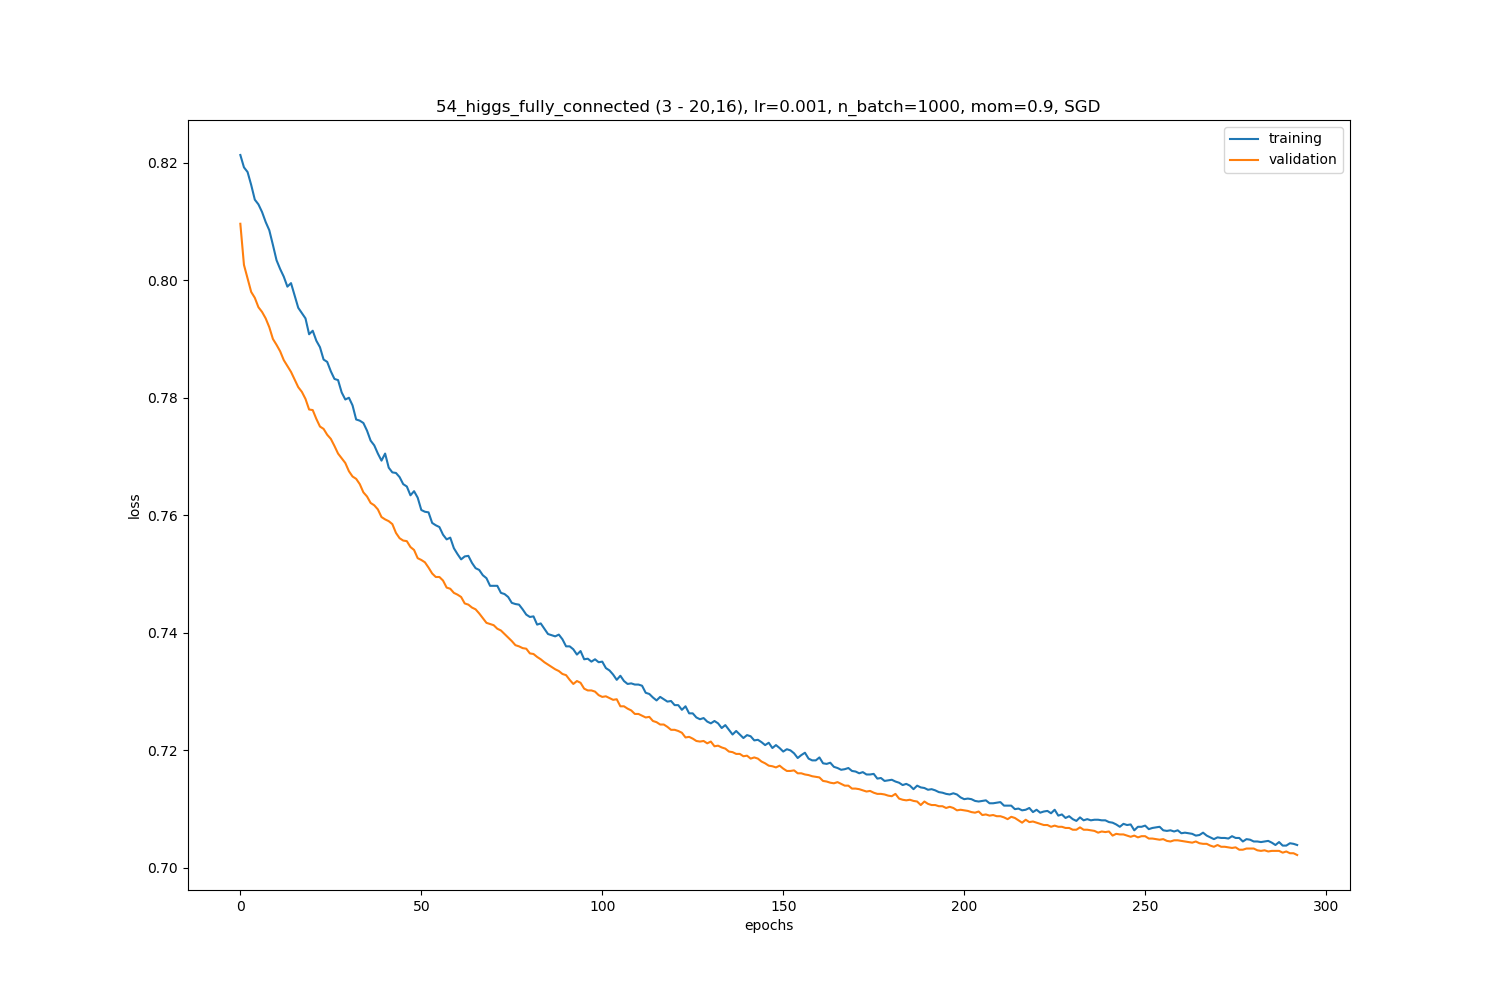 54_higgs_fully_connected (3 - 20,16), lr=0.001, n_batch=1000, mom=0.9, SGD
training
validation
0.82
0.80
0.78
0.76
0.74
0.72
0.70
loss
0
50
100
150
200
250
300
epochs